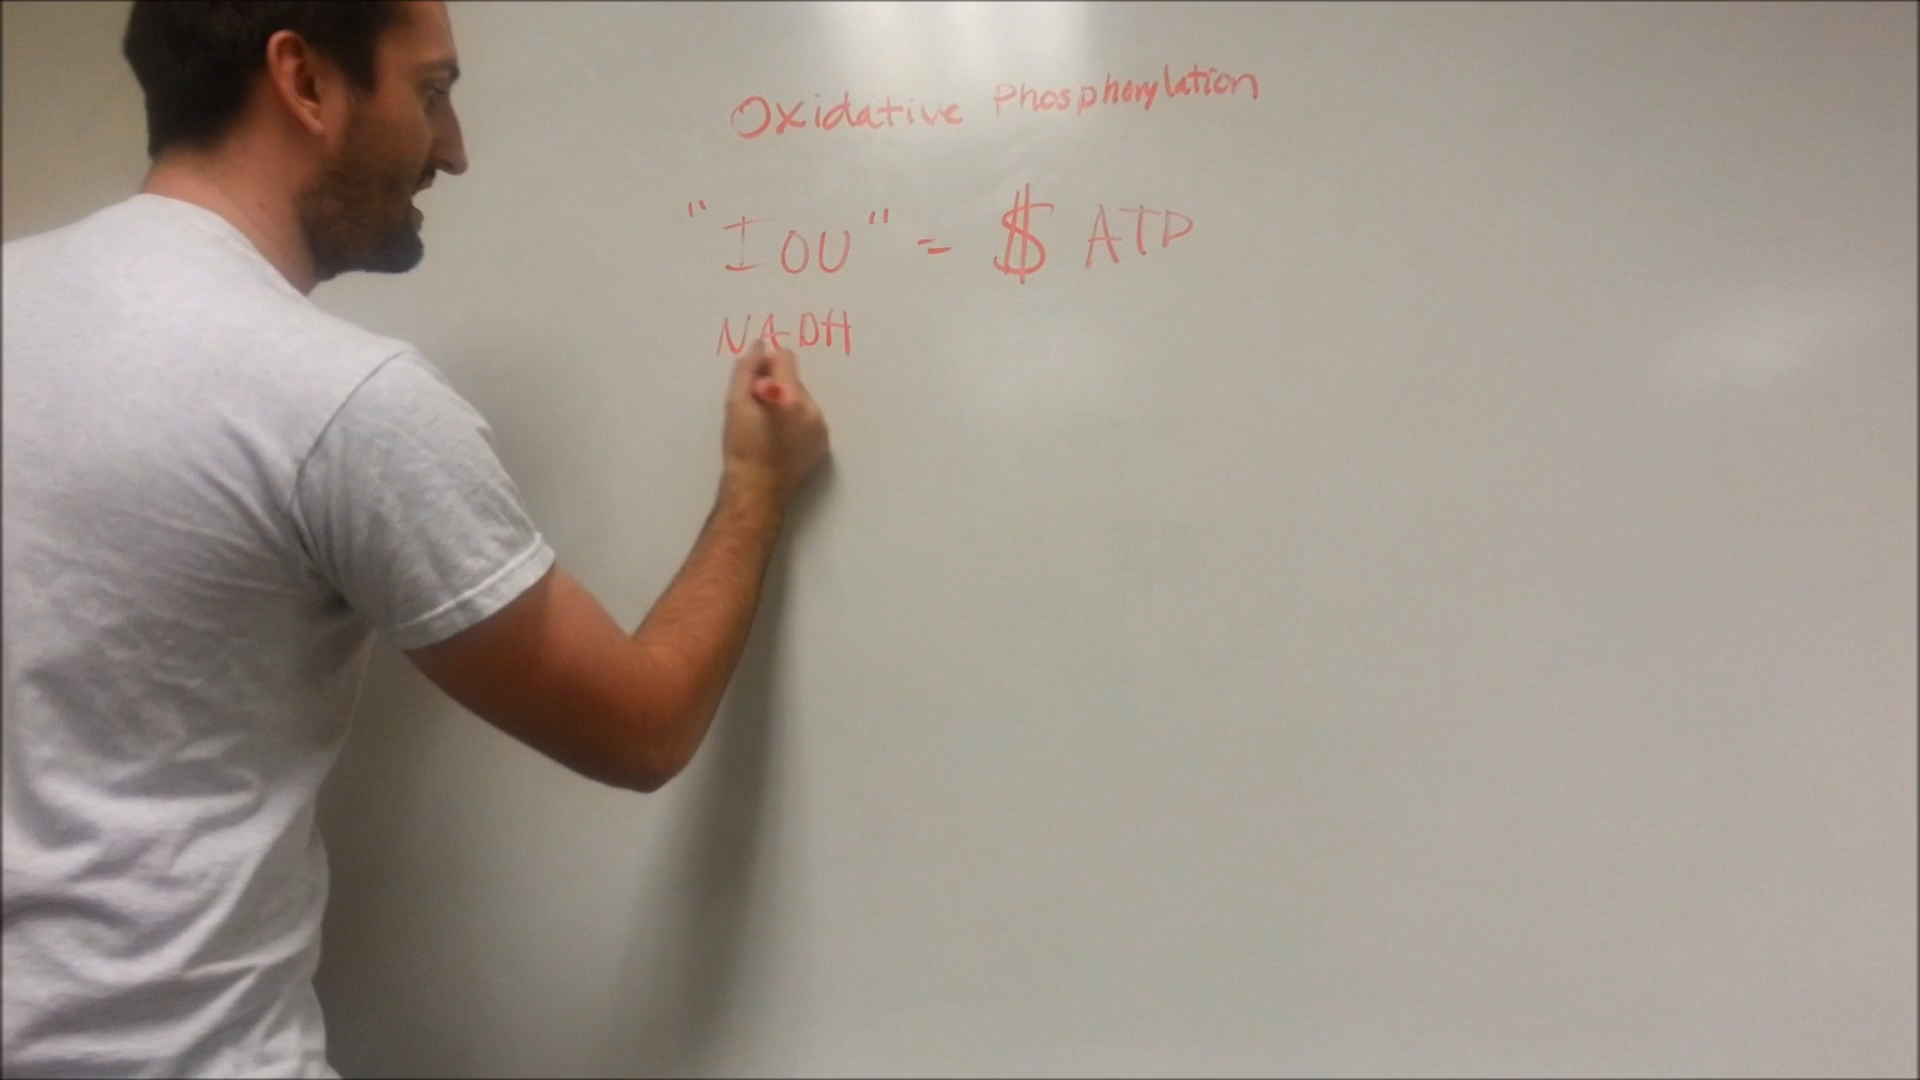 Oxidative Phosphorylation
"IOU" = $ ATP
NADH